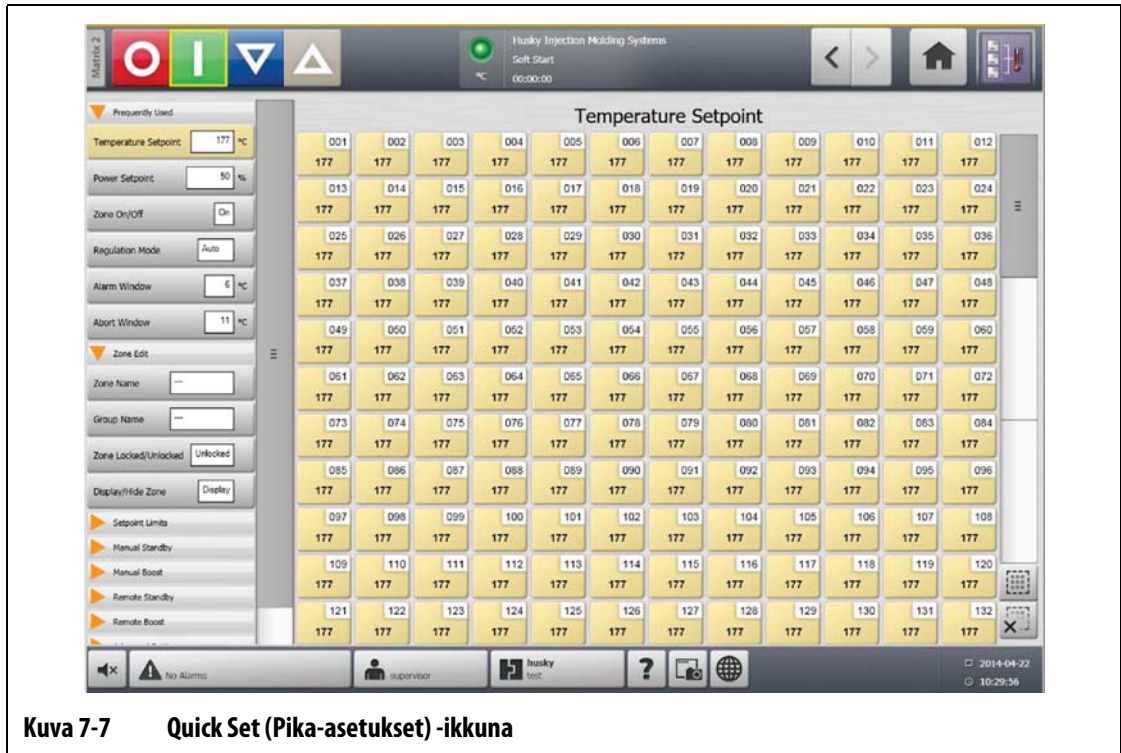 Matrix 2
Husky Injection Molding Systems
Soft Start
°C 00:00:00
Frequently Used
Temperature Setpoint 177 °C
Power Setpoint 50 %
Zone On/Off On
Regulation Mode Auto
Alarm Window 6 °C
Abort Window 11 °C
Zone Edit
Zone Name ---
Group Name ---
Zone Locked/Unlocked Unlocked
Display/Hide Zone Display
Setpoint Limits
Manual Standby
Manual Boost
Remote Standby
Remote Boost
Temperature Setpoint
001 002 003 004 005 006 007 008 009 010 011 012
177 177 177 177 177 177 177 177 177 177 177 177
013 014 015 016 017 018 019 020 021 022 023 024
177 177 177 177 177 177 177 177 177 177 177 177
025 026 027 028 029 030 031 032 033 034 035 036
177 177 177 177 177 177 177 177 177 177 177 177
037 038 039 040 041 042 043 044 045 046 047 048
177 177 177 177 177 177 177 177 177 177 177 177
049 050 051 052 053 054 055 056 057 058 059 060
177 177 177 177 177 177 177 177 177 177 177 177
061 062 063 064 065 066 067 068 069 070 071 072
177 177 177 177 177 177 177 177 177 177 177 177
073 074 075 076 077 078 079 080 081 082 083 084
177 177 177 177 177 177 177 177 177 177 177 177
085 086 087 088 089 090 091 092 093 094 095 096
177 177 177 177 177 177 177 177 177 177 177 177
097 098 099 100 101 102 103 104 105 106 107 108
177 177 177 177 177 177 177 177 177 177 177 177
109 110 111 112 113 114 115 116 117 118 119 120
177 177 177 177 177 177 177 177 177 177 177 177
121 122 123 124 125 126 127 128 129 130 131 132
177 177 177 177 177 177 177 177 177 177 177 177
No Alarms
supervisor
husky
test
?
2014-04-22
10:29:56
Kuva 7-7 Quick Set (Pika-asetukset) -ikkuna